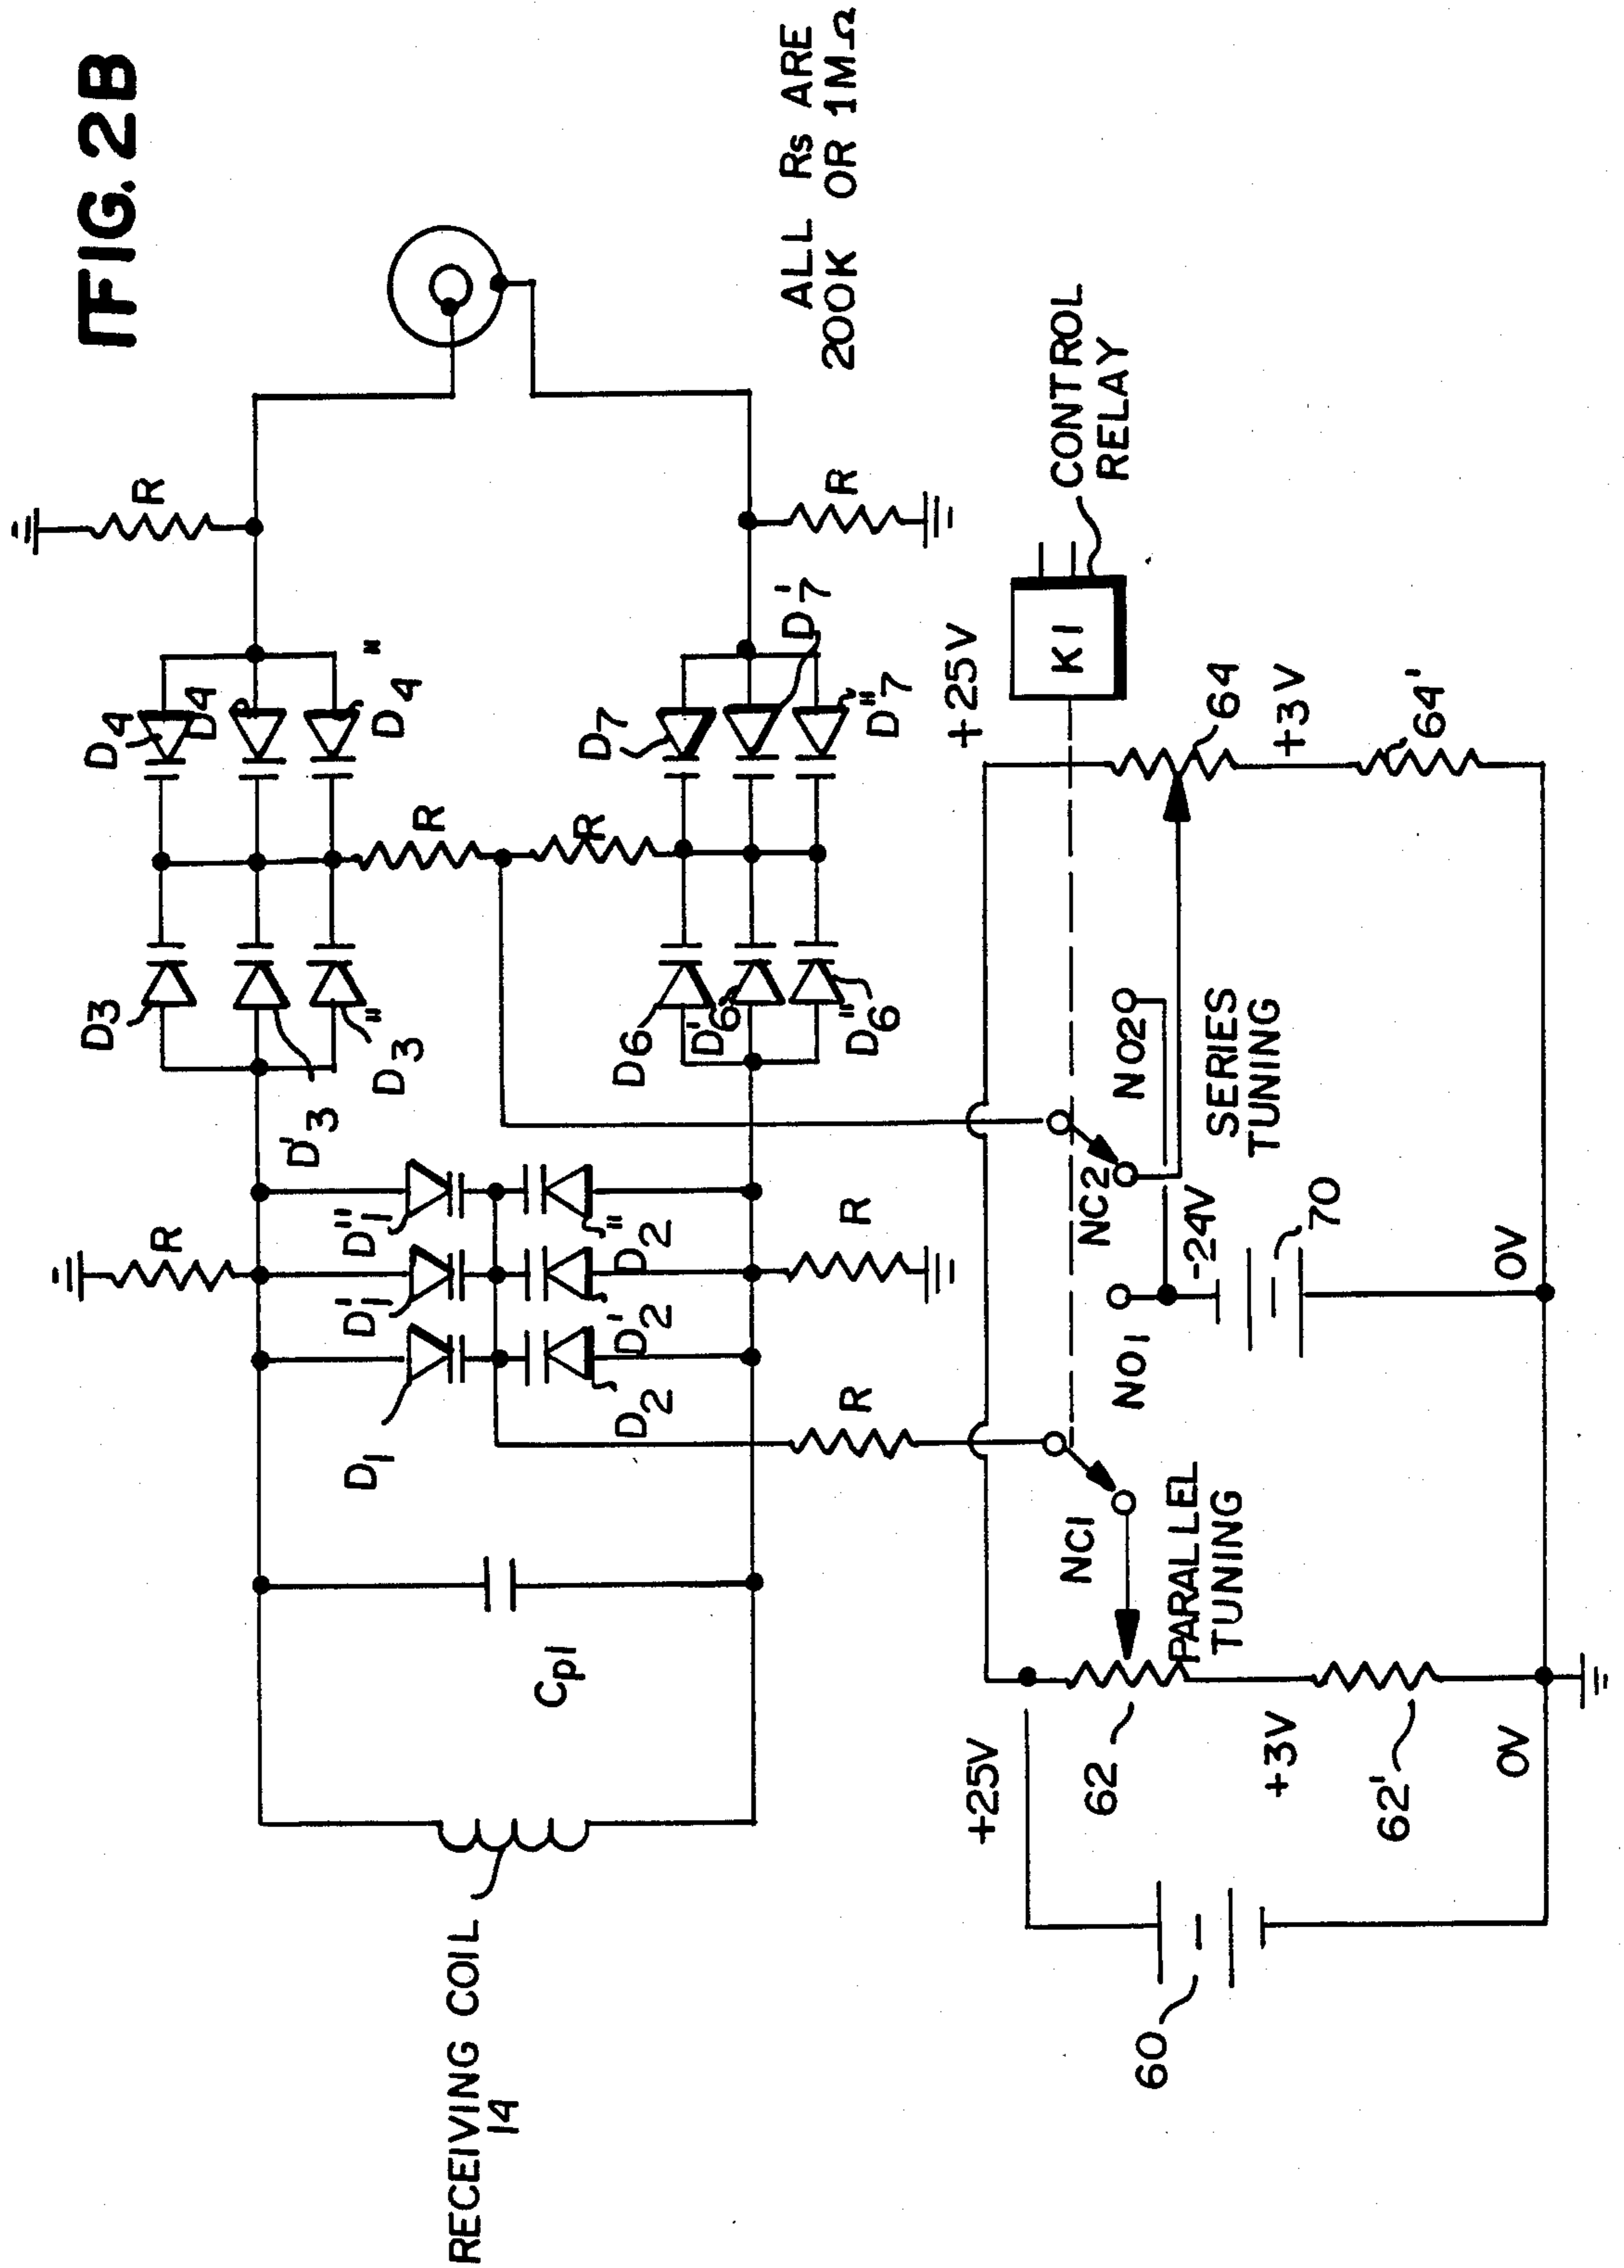 FIG. 2B
RECEIVING COIL
14
Cp1
D1
D'1
D"1
D2
D'2
D"2
R
R
R
D3
D'3
D"3
D4
D4'
D4"
R
R
D6
D'6
D"6
D7
D'7
D"7
R
R
ALL Rs ARE
200K OR 1MΩ
60
+25V
62
+3V
62'
0V
PARALLEL
TUNING
NC1
NO1
-24V
70
0V
NC2
NO2
SERIES
TUNING
+25V
K1
CONTROL
RELAY
64
+3V
64'